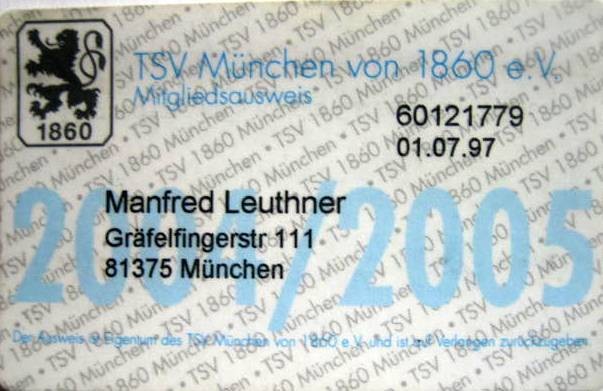 1860
TSV München von 1860 e.V.
Mitgliedsausweis
60121779
01.07.97
2004/2005
Manfred Leuthner
Gräfelfingerstr 111
81375 München
Der Ausweis ist Eigentum des TSV München von 1860 e.V. und ist auf Verlangen zurückzugeben